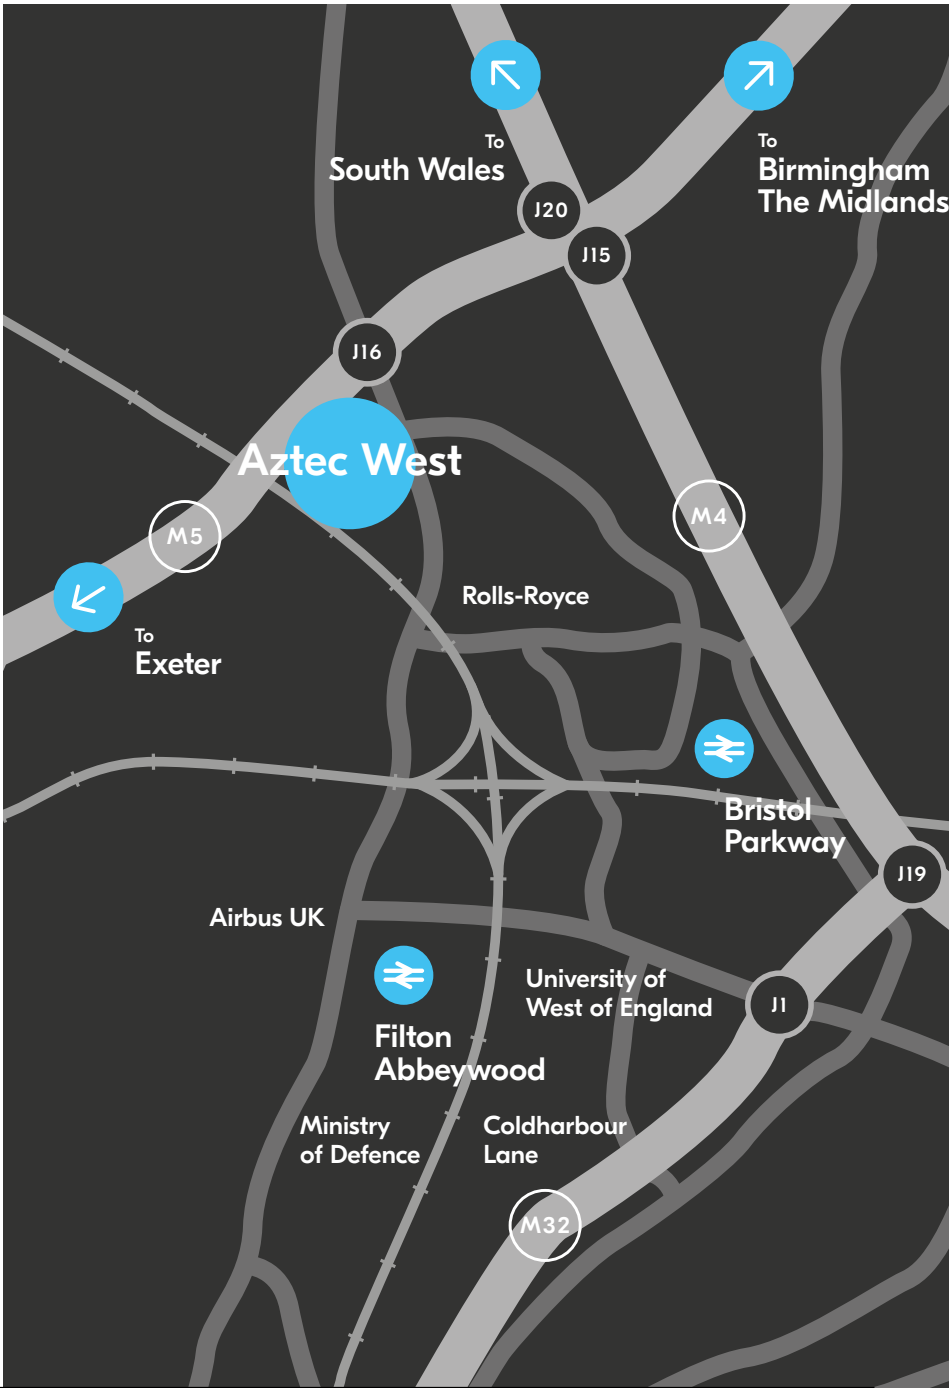 To
South Wales
To
Birmingham
The Midlands
J20
J15
J16
Aztec West
M5
M4
To
Exeter
Rolls-Royce
Bristol
Parkway
J19
Airbus UK
University of
West of England
J1
Filton
Abbeywood
Ministry
of Defence
Coldharbour
Lane
M32